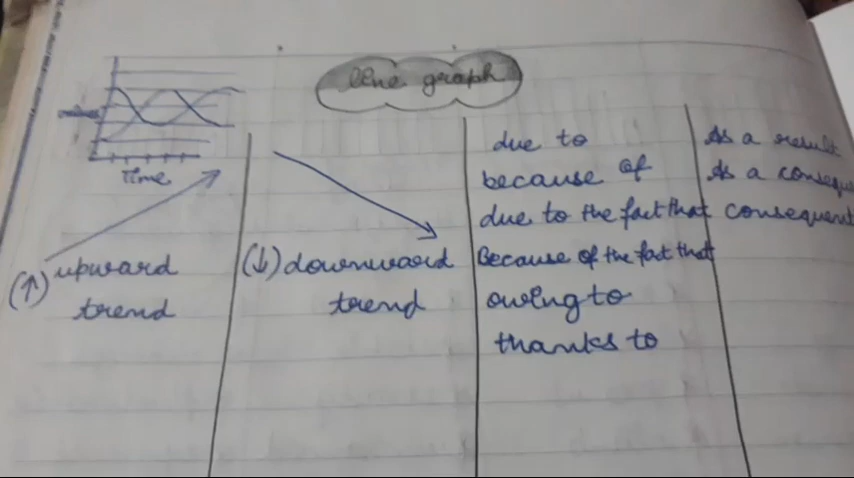 line graph
Time
(↑) upward
trend
(↓) downward
trend
due to
because of
due to the fact that
Because of the fact that
owing to
thanks to
As a result
As a consequ
consequent